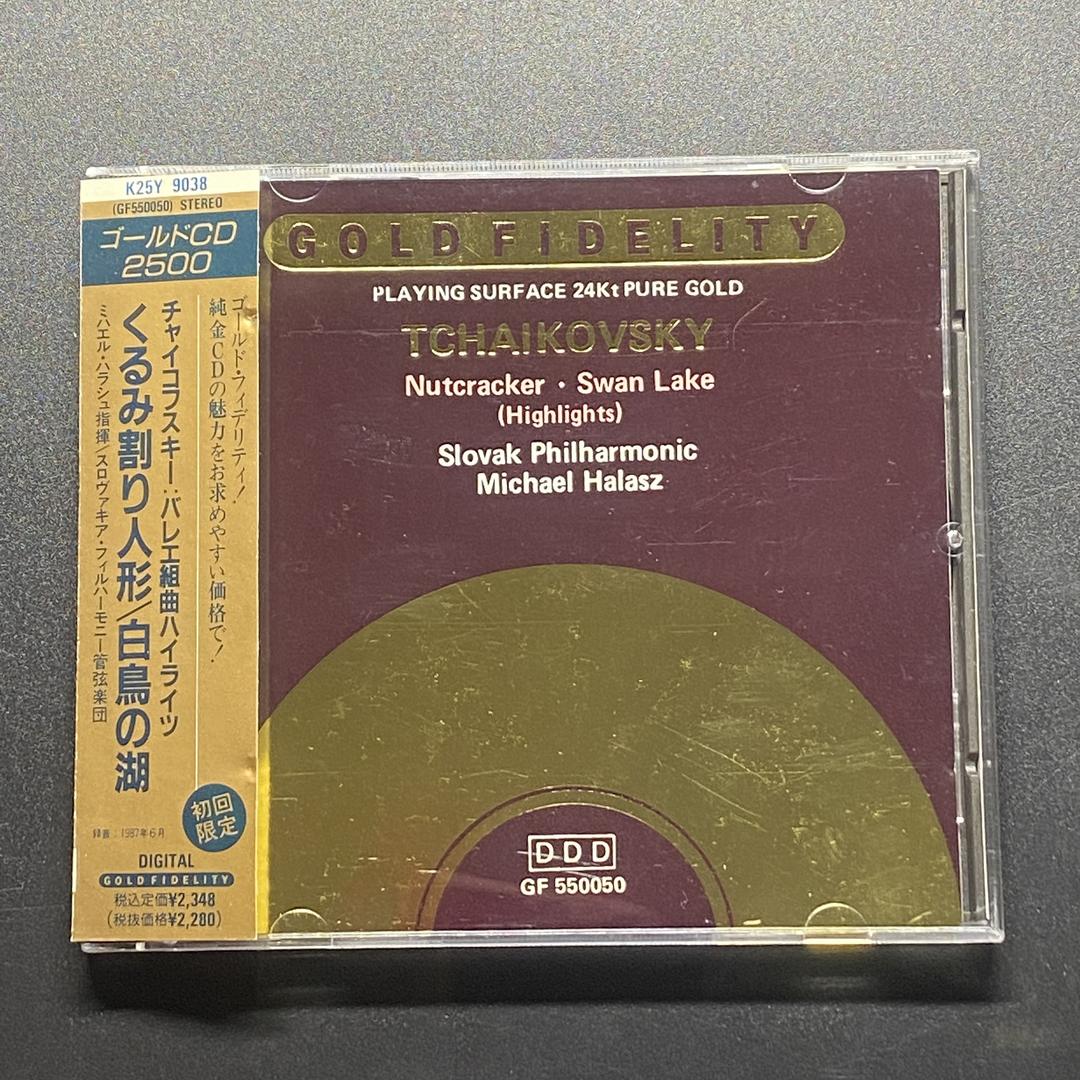 K25Y 9038
(GF550050) STEREO
ゴールドCD
2500
ゴールド・フィデリティ!
純金CDの魅力をお求めやすい価格で!
チャイコフスキー:バレエ組曲ハイライツ
くるみ割り人形/白鳥の湖
ミハエル・ハラシュ指揮/スロヴァキア・フィルハーモニー管弦楽団
初回
限定
録音:1987年6月
DIGITAL
GOLD FIDELITY
税込定価¥2,348
(税抜価格¥2,280)
GOLD FIDELITY
PLAYING SURFACE 24Kt PURE GOLD
TCHAIKOVSKY
Nutcracker • Swan Lake
(Highlights)
Slovak Philharmonic
Michael Halasz
DDD
GF 550050